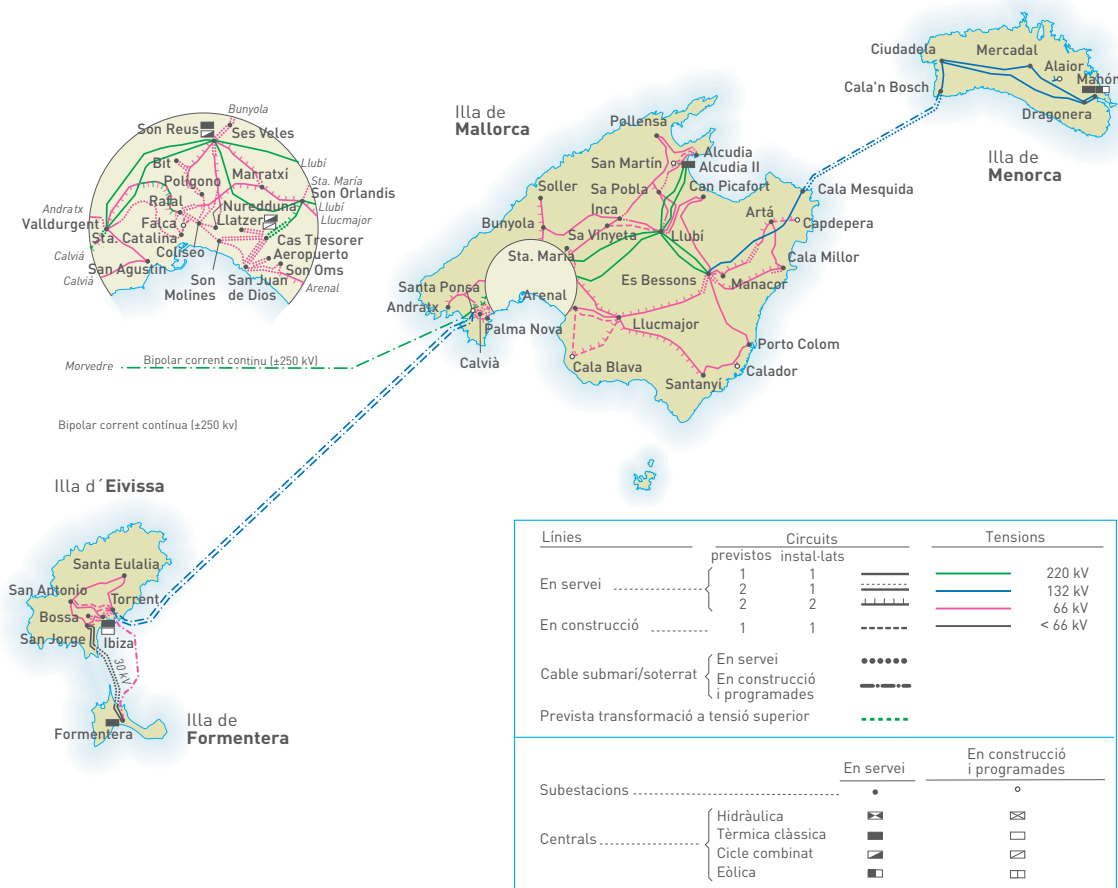 Illa de
Mallorca
Bunyola
Son Reus
Ses Veles
Llubí
Bit
Polígono
Marratxí
Sta. María
Son Orlandis
Rafal
Nuredduna
Llubí
Andratx
Valldurgent
Falca
Llatzer
Llucmajor
Sta. Catalina
Cas Tresorer
Coliseo
Aeropuerto
Calviá
San Agustín
Son Oms
Calviá
Son
Molines
San Juan
de Dios
Arenal
Pollensa
San Martín
Alcudia
Alcudia II
Soller
Sa Pobla
Can Picafort
Inca
Artá
Cala Mesquida
Bunyola
Sa Vinyeta
Llubí
Capdepera
Sta. María
Cala Millor
Es Bessons
Manacor
Santa Ponsa
Arenal
Andratx
Palma Nova
Llucmajor
Porto Colom
Calvià
Cala Blava
Calador
Santanyí
Ciudadela
Mercadal
Alaior
Mahón
Cala'n Bosch
Dragonera
Illa de
Menorca
Morvedre
Bipolar corrent continu (±250 kV)
Bipolar corrent contínua (±250 kv)
Illa d´Eivissa
Santa Eulalia
San Antonio
Torrent
Bossa
San Jorge
Ibiza
30 kV
Formentera
Illa de
Formentera
Línies
Circuits
Tensions
previstos
instal·lats
En servei
1 1
220 kV
2 1
132 kV
2 2
66 kV
En construcció
1 1
< 66 kV
Cable submarí/soterrat
En servei
En construcció
i programades
Prevista transformació a tensió superior
En servei
En construcció
i programades
Subestacions
Centrals
Hidràulica
Tèrmica clàssica
Cicle combinat
Eòlica